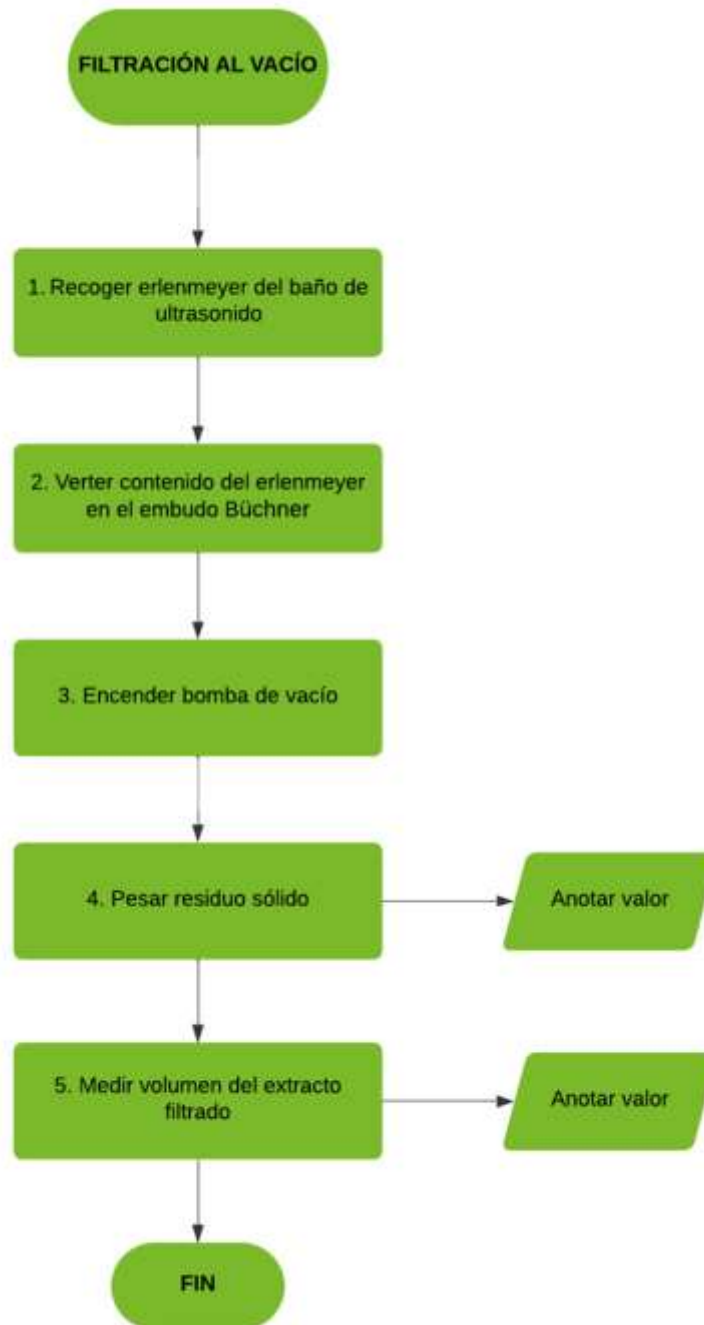 FILTRACIÓN AL VACÍO
1. Recoger erlenmeyer del baño de
ultrasonido
2. Verter contenido del erlenmeyer
en el embudo Büchner
3. Encender bomba de vacío
4. Pesar residuo sólido
Anotar valor
5. Medir volumen del extracto
filtrado
Anotar valor
FIN